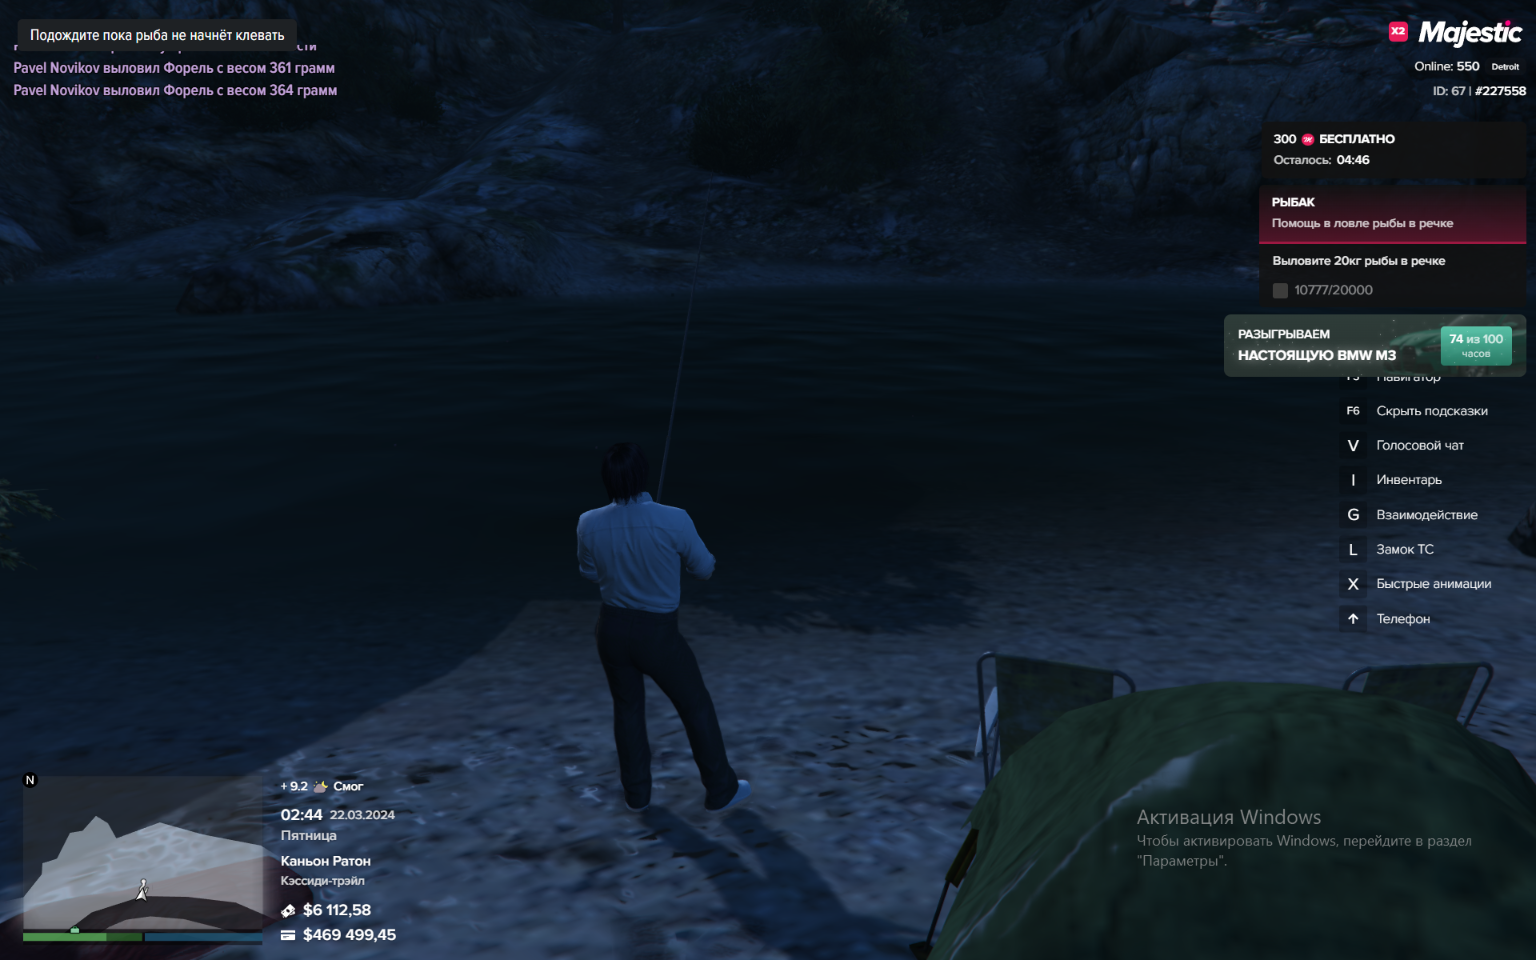 Подождите пока рыба не начнёт клевать
Pavel Novikov выловил Форель с весом 361 грамм
Pavel Novikov выловил Форель с весом 364 грамм
X2 Majestic
Online: 550 Detroit
ID: 67 | #227558
300 БЕСПЛАТНО
Осталось: 04:46
РЫБАК
Помощь в ловле рыбы в речке
Выловите 20кг рыбы в речке
10777/20000
РАЗЫГРЫВАЕМ
НАСТОЯЩУЮ BMW M3
74 из 100
часов
Навигатор
F6 Скрыть подсказки
V Голосовой чат
I Инвентарь
G Взаимодействие
L Замок ТС
X Быстрые анимации
Телефон
N
+ 9.2 Смог
02:44 22.03.2024
Пятница
Каньон Ратон
Кэссиди-трэйл
$6 112,58
$469 499,45
Активация Windows
Чтобы активировать Windows, перейдите в раздел
"Параметры".